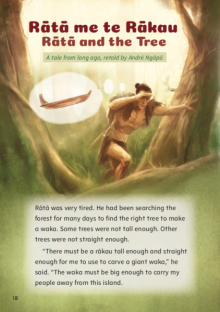 Rātā me te Rākau
Rātā and the Tree
A tale from long ago, retold by André Ngāpō
Rātā was very tired. He had been searching the
forest for many days to find the right tree to make
a waka. Some trees were not tall enough. Other
trees were not straight enough.
"There must be a rākau tall enough and straight
enough for me to use to carve a giant waka," he
said. "The waka must be big enough to carry my
people away from this island.
18